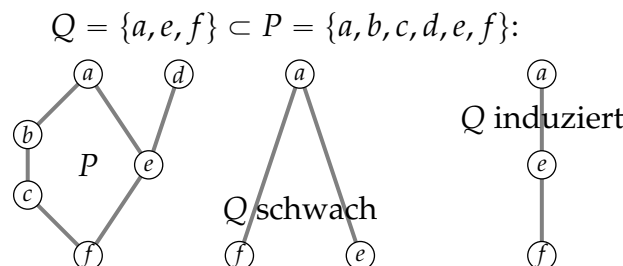 Q = {a, e, f} ⊂ P = {a, b, c, d, e, f}:
a d a a
b Q induziert
P e e
c
Q schwach
f f e f